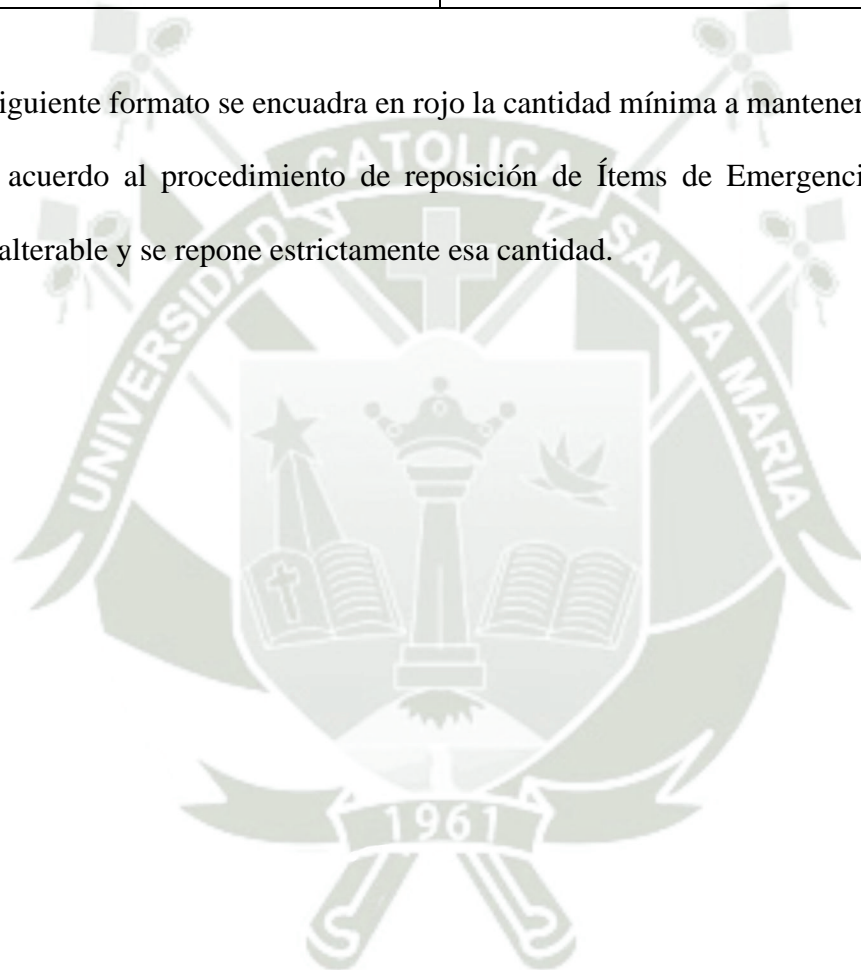 siguiente formato se encuadra en rojo la cantidad mínima a mantener
acuerdo al procedimiento de reposición de Ítems de Emergenci
alterable y se repone estrictamente esa cantidad.
UNIVERSIDAD CATOLICA SANTA MARIA
1961